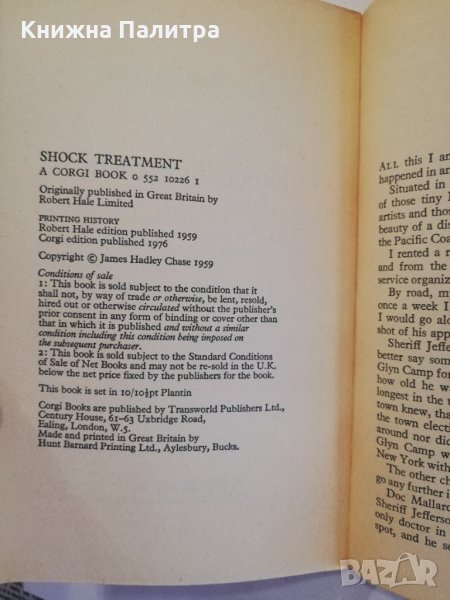 Книжна Палитра
SHOCK TREATMENT
A CORGI BOOK 0 552 10226 1
Originally published in Great Britain by
Robert Hale Limited
PRINTING HISTORY
Robert Hale edition published 1959
Corgi edition published 1976
Copyright © James Hadley Chase 1959
Conditions of sale
1: This book is sold subject to the condition that it
shall not, by way of trade or otherwise, be lent, resold,
hired out or otherwise circulated without the publisher's
prior consent in any form of binding or cover other than
that in which it is published and without a similar
condition including this condition being imposed on
the subsequent purchaser.
2: This book is sold subject to the Standard Conditions
of Sale of Net Books and may not be re-sold in the U.K.
below the net price fixed by the publishers for the book.
This book is set in 10/10½pt Plantin
Corgi Books are published by Transworld Publishers Ltd.,
Century House, 61–63 Uxbridge Road,
Ealing, London, W.5.
Made and printed in Great Britain by
Hunt Barnard Printing Ltd., Aylesbury, Bucks.
ALL this I am
happened in an
Situated in
of those tiny
artists and thos
beauty of a dis
the Pacific Coa
I rented a
and from the
service organiz
By road, m
once a week I
I would go alo
shot of his app
Sheriff Jeffer
better say som
Glyn Camp fo
how old he w
longest in the t
town knew, tha
the town electi
around nor did
Glyn Camp w
New York with
The other ch
go any further i
Doc Mallard
Sheriff Jefferso
only doctor in
spot, and he se
BAZAR